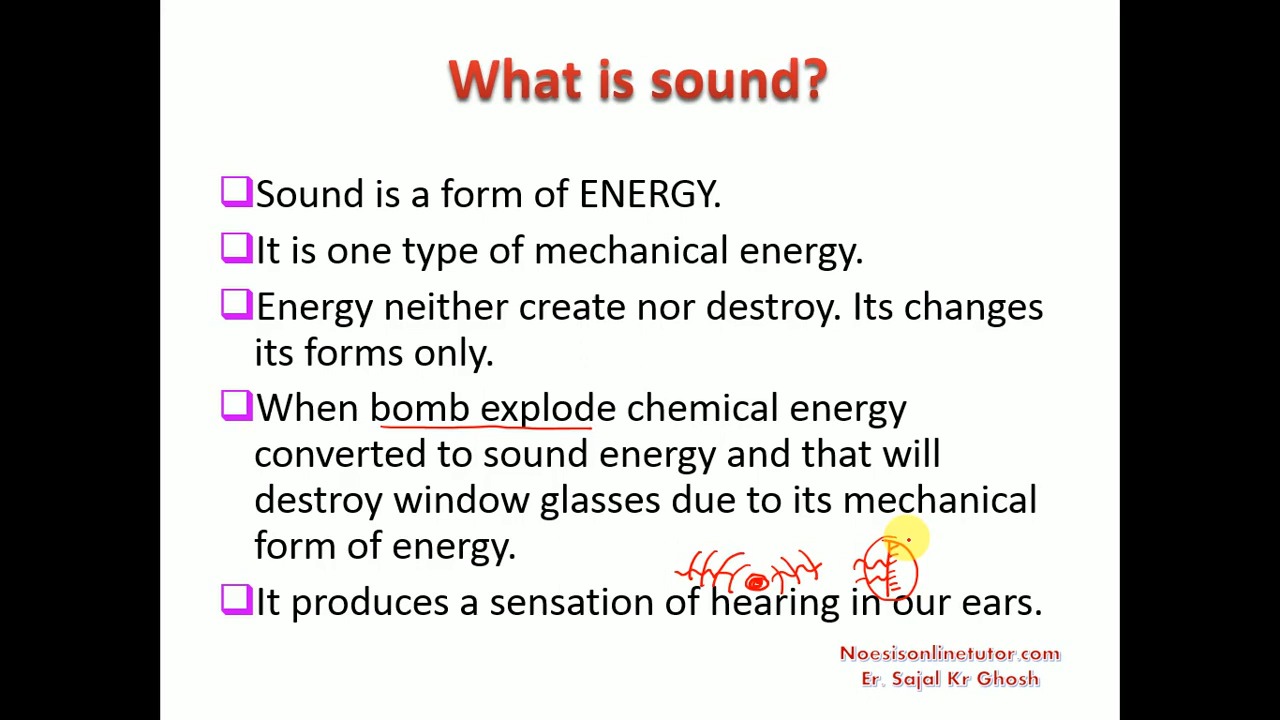 What is sound?
Sound is a form of ENERGY.
It is one type of mechanical energy.
Energy neither create nor destroy. Its changes
its forms only.
When bomb explode chemical energy
converted to sound energy and that will
destroy window glasses due to its mechanical
form of energy.
It produces a sensation of hearing in our ears.
Noesisonlinetutor.com
Er. Sajal Kr Ghosh